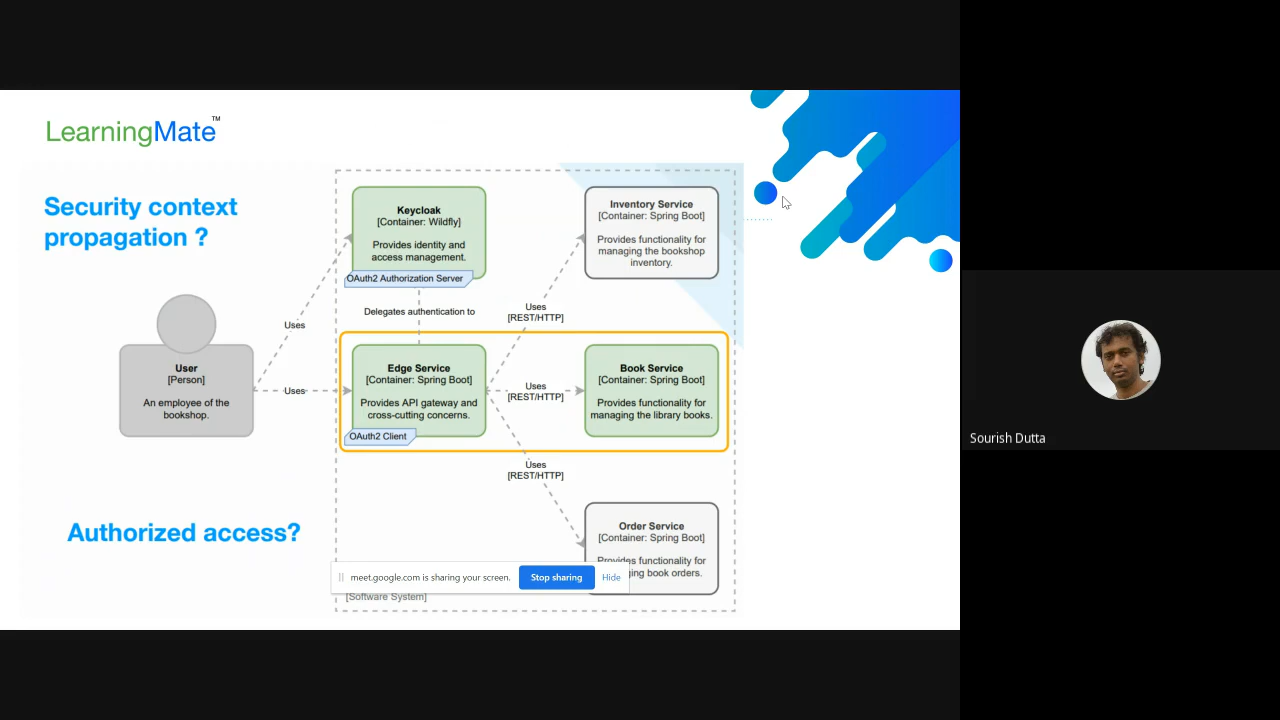 LearningMate™
Security context
propagation ?
Keycloak
[Container: Wildfly]
Provides identity and
access management.
OAuth2 Authorization Server
Inventory Service
[Container: Spring Boot]
Provides functionality for
managing the bookshop
inventory.
Delegates authentication to
Uses
[REST/HTTP]
Uses
User
[Person]
An employee of the
bookshop.
Uses
Edge Service
[Container: Spring Boot]
Provides API gateway and
cross-cutting concerns.
OAuth2 Client
Uses
[REST/HTTP]
Book Service
[Container: Spring Boot]
Provides functionality for
managing the library books.
Uses
[REST/HTTP]
Authorized access?
Order Service
[Container: Spring Boot]
Provides functionality for
ging book orders.
meet.google.com is sharing your screen.
Stop sharing
Hide
[Software System]
Sourish Dutta